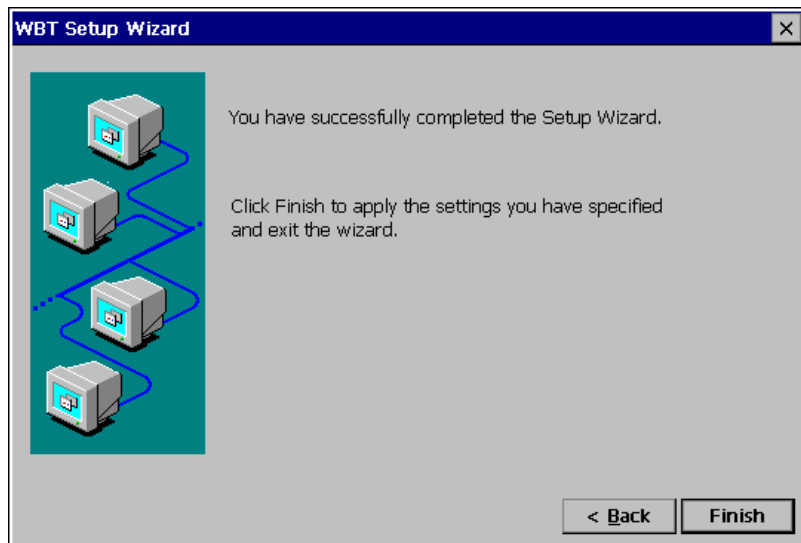 WBT Setup Wizard
You have successfully completed the Setup Wizard.
Click Finish to apply the settings you have specified
and exit the wizard.
< Back
Finish